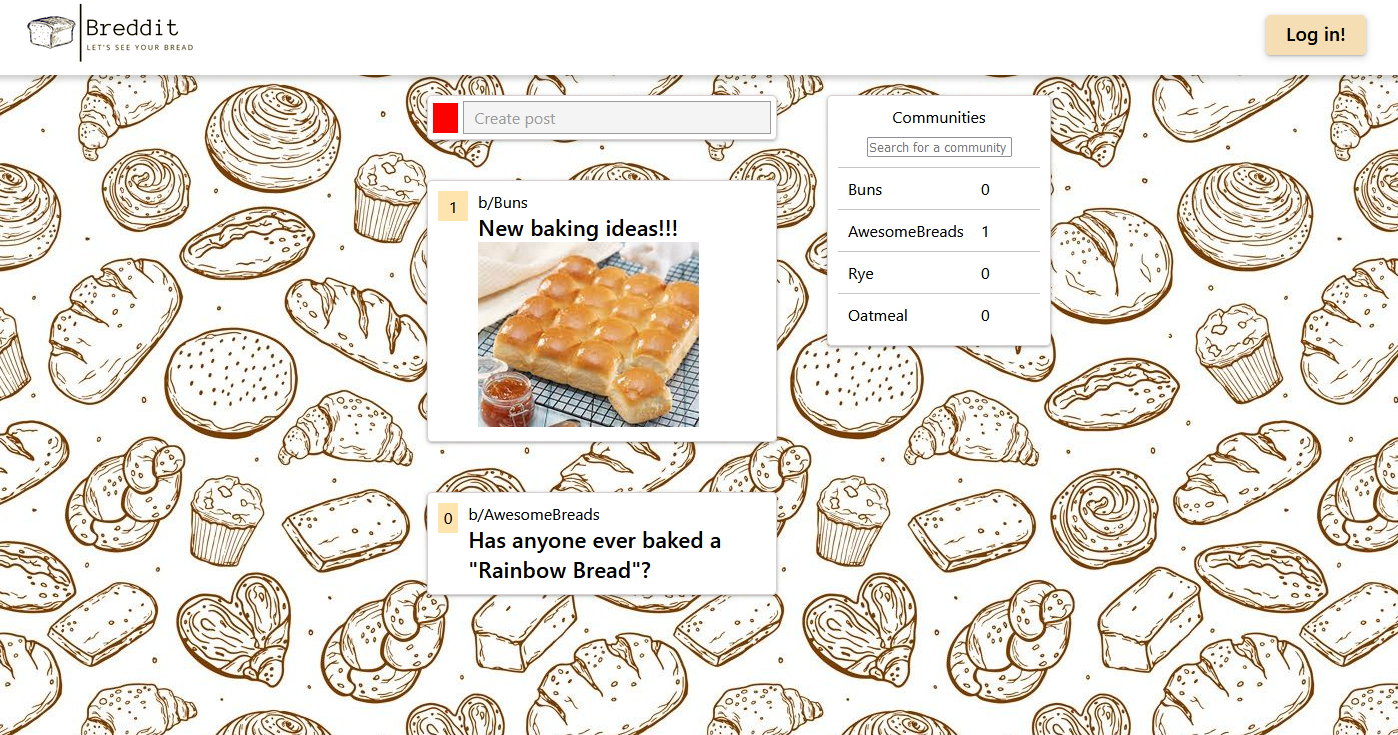 Breddit
LET'S SEE YOUR BREAD
Log in!
Create post
1
b/Buns
New baking ideas!!!
0
b/AwesomeBreads
Has anyone ever baked a
"Rainbow Bread"?
Communities
Search for a community
Buns 0
AwesomeBreads 1
Rye 0
Oatmeal 0